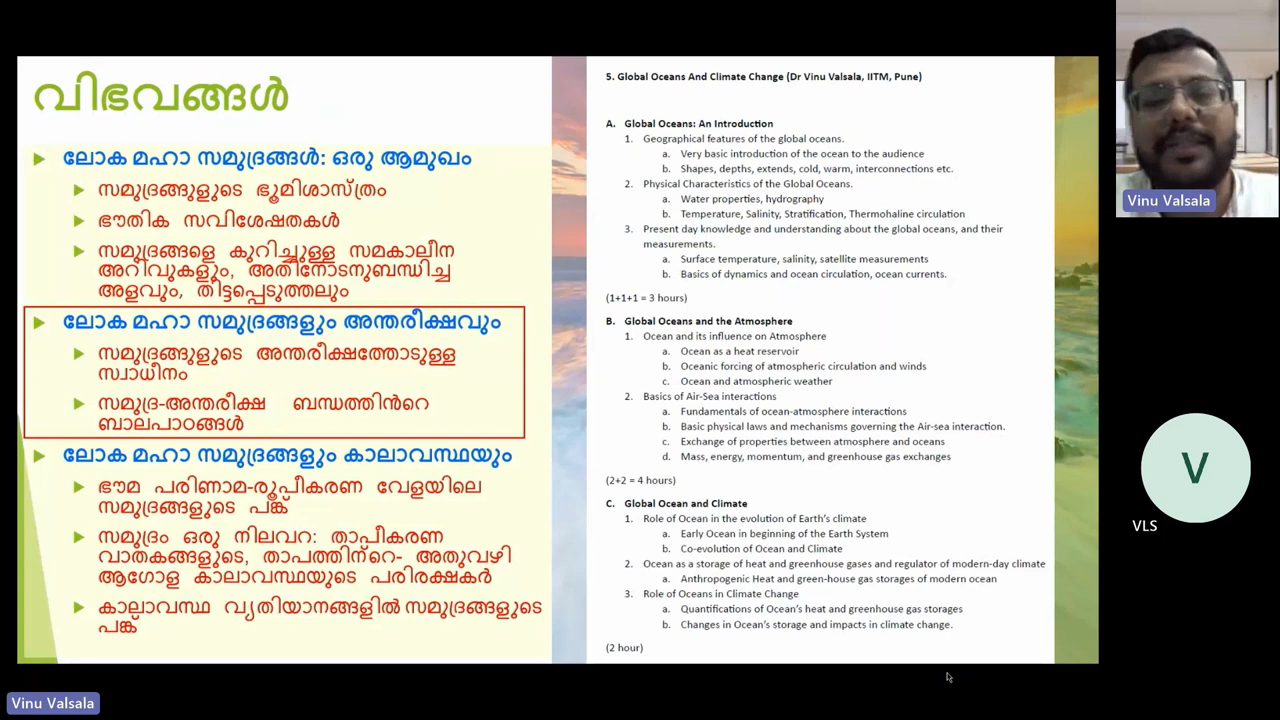 വിഭവങ്ങൾ
ലോക മഹാ സമുദ്രങ്ങൾ: ഒരു ആമുഖം
സമുദ്രങ്ങുളുടെ ഭൂമിശാസ്ത്രം
ഭൗതിക സവിശേഷതകൾ
സമുദ്രങ്ങളെ കുറിച്ചുള്ള സമകാലീന
അറിവുകളും, അതിനോടനുബന്ധിച്ച
അളവും, തിട്ടപ്പെടുത്തലും
ലോക മഹാ സമുദ്രങ്ങളും അന്തരീക്ഷവും
സമുദ്രങ്ങുളുടെ അന്തരീക്ഷത്തോടുള്ള
സ്വാധീനം
സമുദ്ര-അന്തരീക്ഷ ബന്ധത്തിൻറെ
ബാലപാഠങ്ങൾ
ലോക മഹാ സമുദ്രങ്ങളും കാലാവസ്ഥയും
ഭൗമ പരിണാമ-രൂപീകരണ വേളയിലെ
സമുദ്രങ്ങളുടെ പങ്ക്
സമുദ്രം ഒരു നിലവറ: താപീകരണ
വാതകങ്ങളുടെ, താപത്തിന്റെ- അതുവഴി
ആഗോള കാലാവസ്ഥയുടെ പരിരക്ഷകർ
കാലാവസ്ഥ വ്യതിയാനങ്ങളിൽ സമുദ്രങ്ങളുടെ
പങ്ക്
5. Global Oceans And Climate Change (Dr Vinu Valsala, IITM, Pune)
A. Global Oceans: An Introduction
1. Geographical features of the global oceans.
a. Very basic introduction of the ocean to the audience
b. Shapes, depths, extends, cold, warm, interconnections etc.
2. Physical Characteristics of the Global Oceans.
a. Water properties, hydrography
b. Temperature, Salinity, Stratification, Thermohaline circulation
3. Present day knowledge and understanding about the global oceans, and their
measurements.
a. Surface temperature, salinity, satellite measurements
b. Basics of dynamics and ocean circulation, ocean currents.
(1+1+1 = 3 hours)
B. Global Oceans and the Atmosphere
1. Ocean and its influence on Atmosphere
a. Ocean as a heat reservoir
b. Oceanic forcing of atmospheric circulation and winds
c. Ocean and atmospheric weather
2. Basics of Air-Sea interactions
a. Fundamentals of ocean-atmosphere interactions
b. Basic physical laws and mechanisms governing the Air-sea interaction.
c. Exchange of properties between atmosphere and oceans
d. Mass, energy, momentum, and greenhouse gas exchanges
(2+2 = 4 hours)
C. Global Ocean and Climate
1. Role of Ocean in the evolution of Earth's climate
a. Early Ocean in beginning of the Earth System
b. Co-evolution of Ocean and Climate
2. Ocean as a storage of heat and greenhouse gases and regulator of modern-day climate
a. Anthropogenic Heat and green-house gas storages of modern ocean
3. Role of Oceans in Climate Change
a. Quantifications of Ocean's heat and greenhouse gas storages
b. Changes in Ocean's storage and impacts in climate change.
(2 hour)
Vinu Valsala
V
VLS
Vinu Valsala